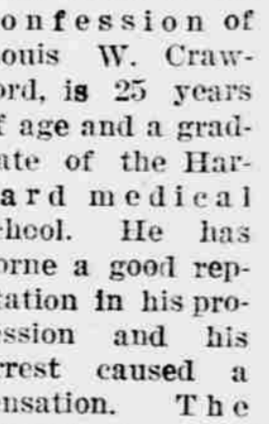 onfession of
ouis W. Craw-
ord, is 25 years
f age and a grad-
ate of the Har-
ard medical
chool. He has
orne a good rep-
tation in his pro-
ession and his
rrest caused a
ensation. The